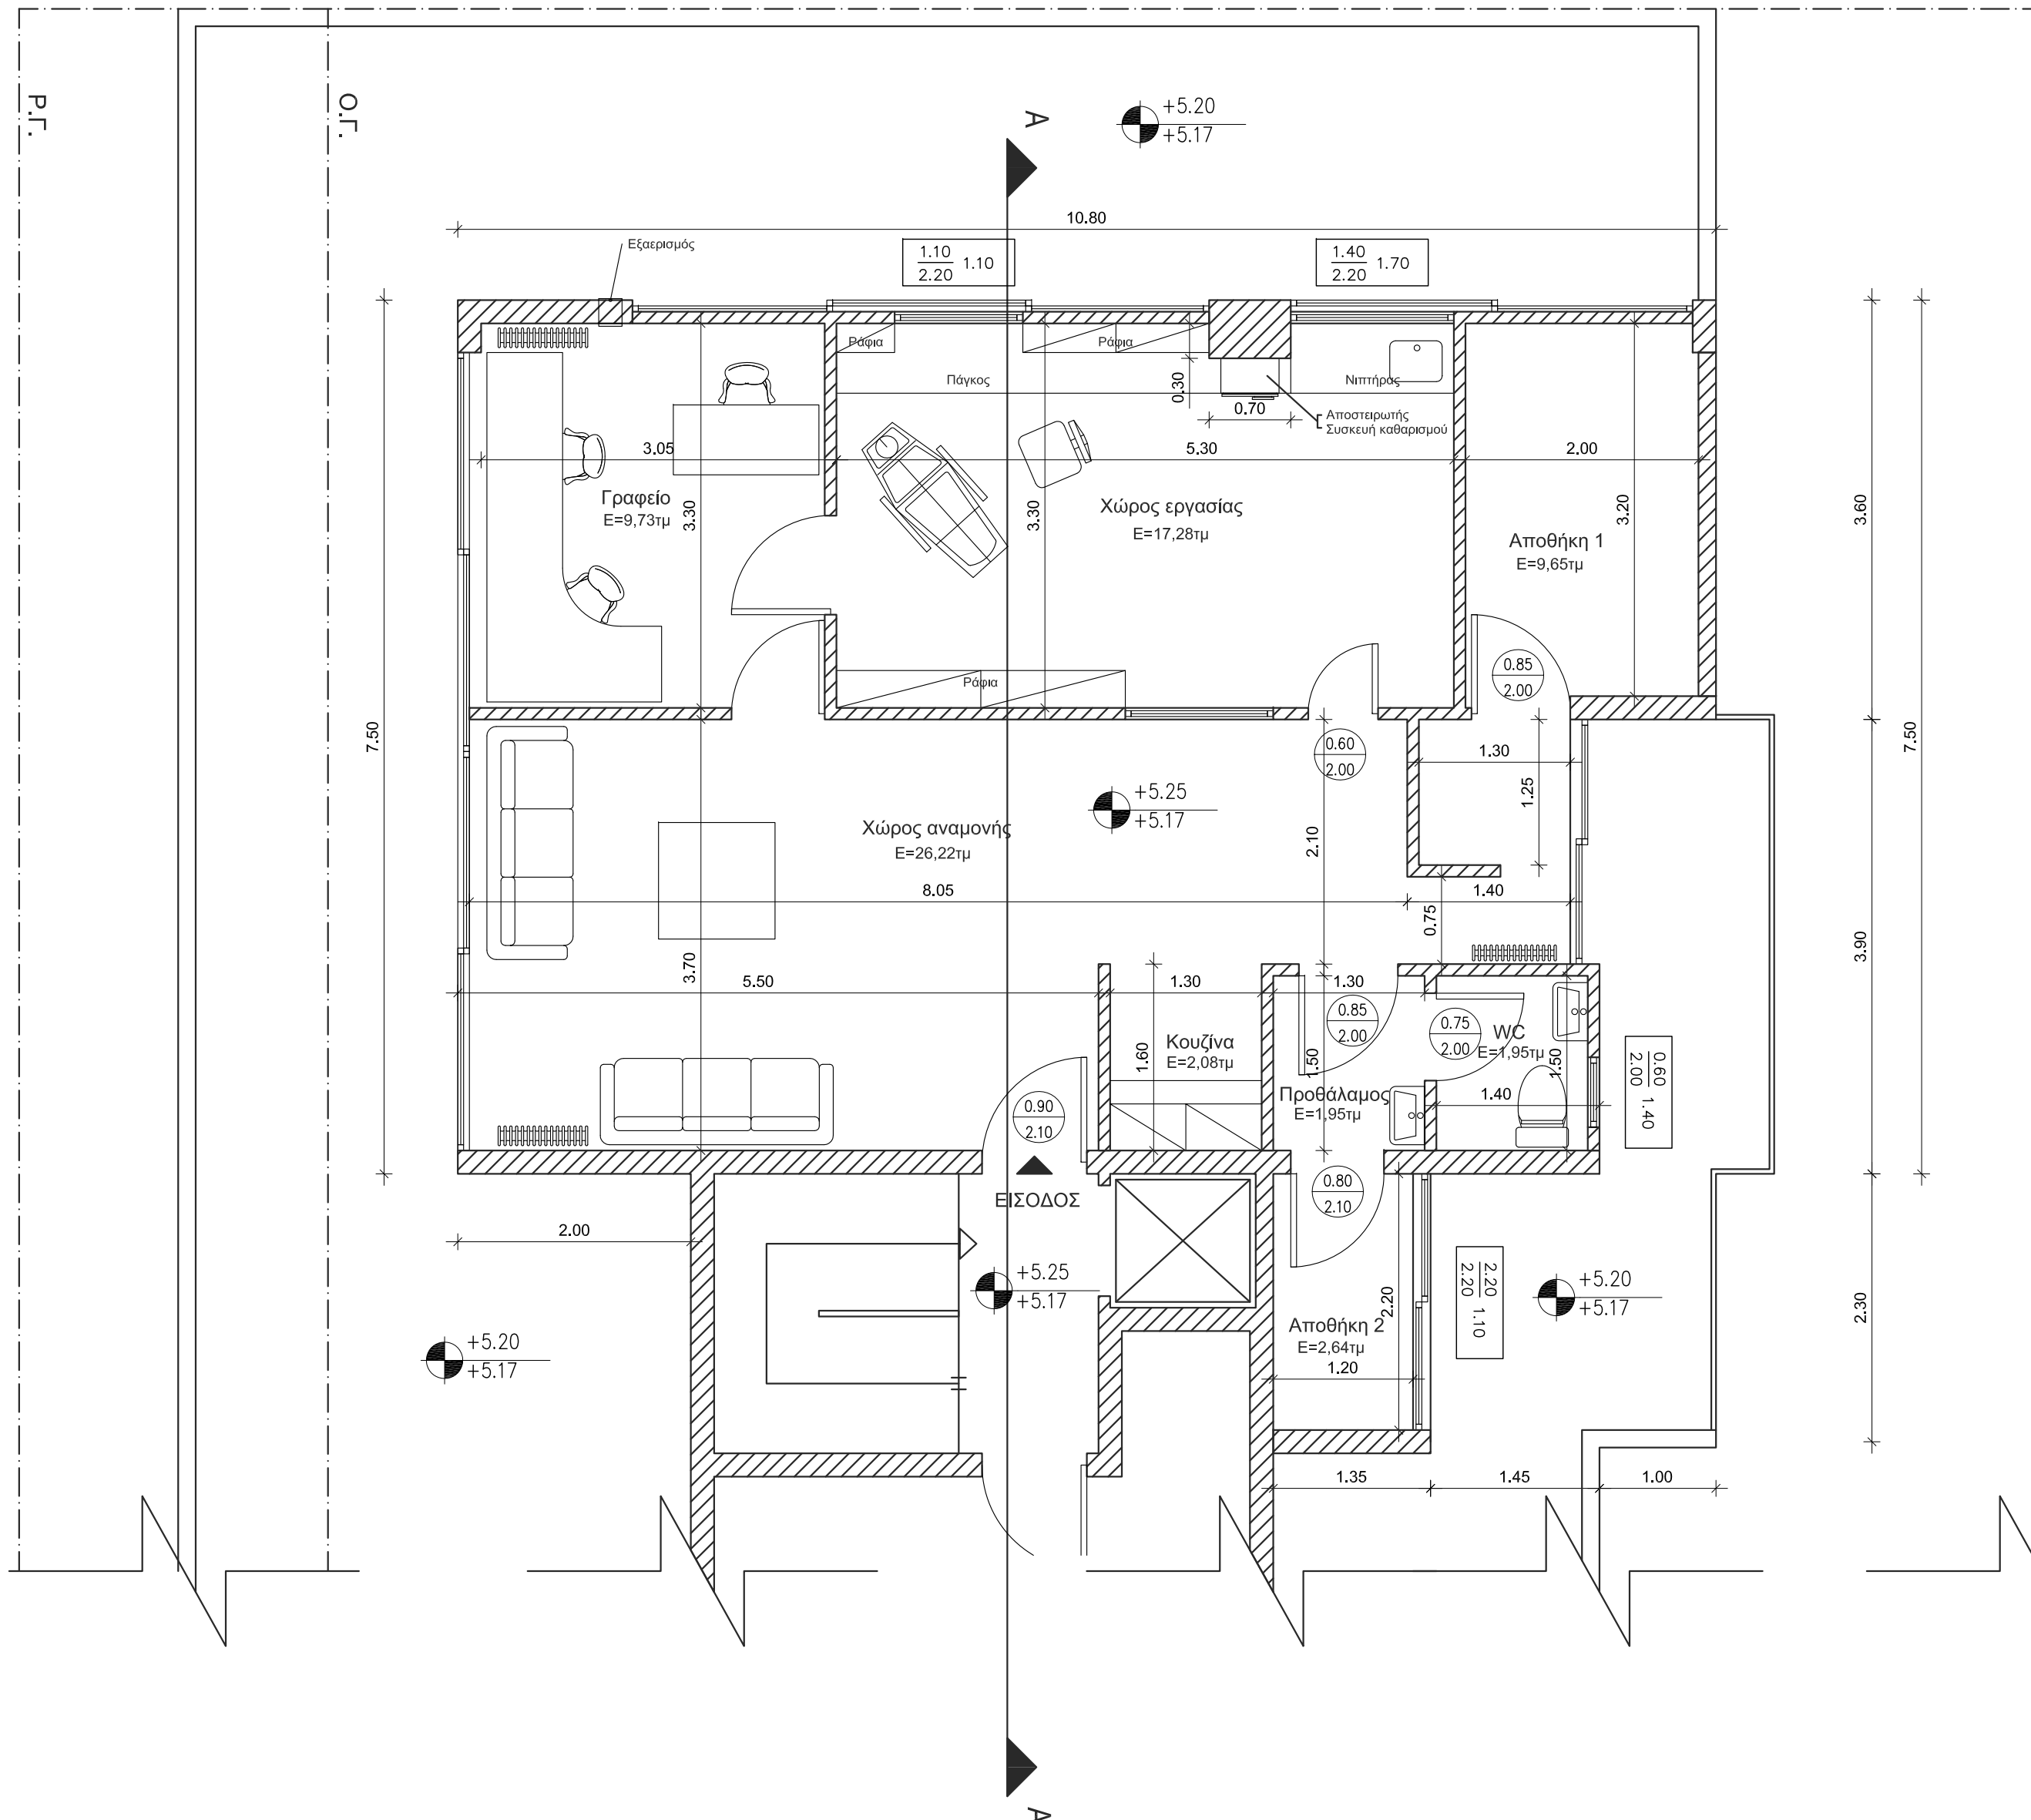 Ρ.Γ.
Ο.Γ.
A
+5.20
+5.17
10.80
Εξαερισμός
1.10
2.20
1.10
1.40
2.20
1.70
Ράφια
Ράφια
Πάγκος
0.30
Νιπτήρας
0.70
Αποστειρωτής
Συσκευή καθαρισμού
3.05
5.30
2.00
Γραφείο
Ε=9,73τμ
3.30
3.30
Χώρος εργασίας
Ε=17,28τμ
3.20
Αποθήκη 1
Ε=9,65τμ
3.60
Ράφια
0.85
2.00
7.50
7.50
0.60
2.00
1.30
1.25
+5.25
+5.17
Χώρος αναμονής
Ε=26,22τμ
2.10
8.05
1.40
0.75
3.90
3.70
5.50
1.30
1.30
0.85
2.00
0.75
2.00
WC
Ε=1,95τμ
Κουζίνα
Ε=2,08τμ
1.60
1.50
1.50
Προθάλαμος
Ε=1,95τμ
1.40
0.60
2.00
1.40
0.90
2.10
ΕΙΣΟΔΟΣ
0.80
2.10
2.00
+5.25
+5.17
2.20
2.20
2.20
1.10
+5.20
+5.17
2.30
Αποθήκη 2
Ε=2,64τμ
1.20
+5.20
+5.17
1.35
1.45
1.00
A